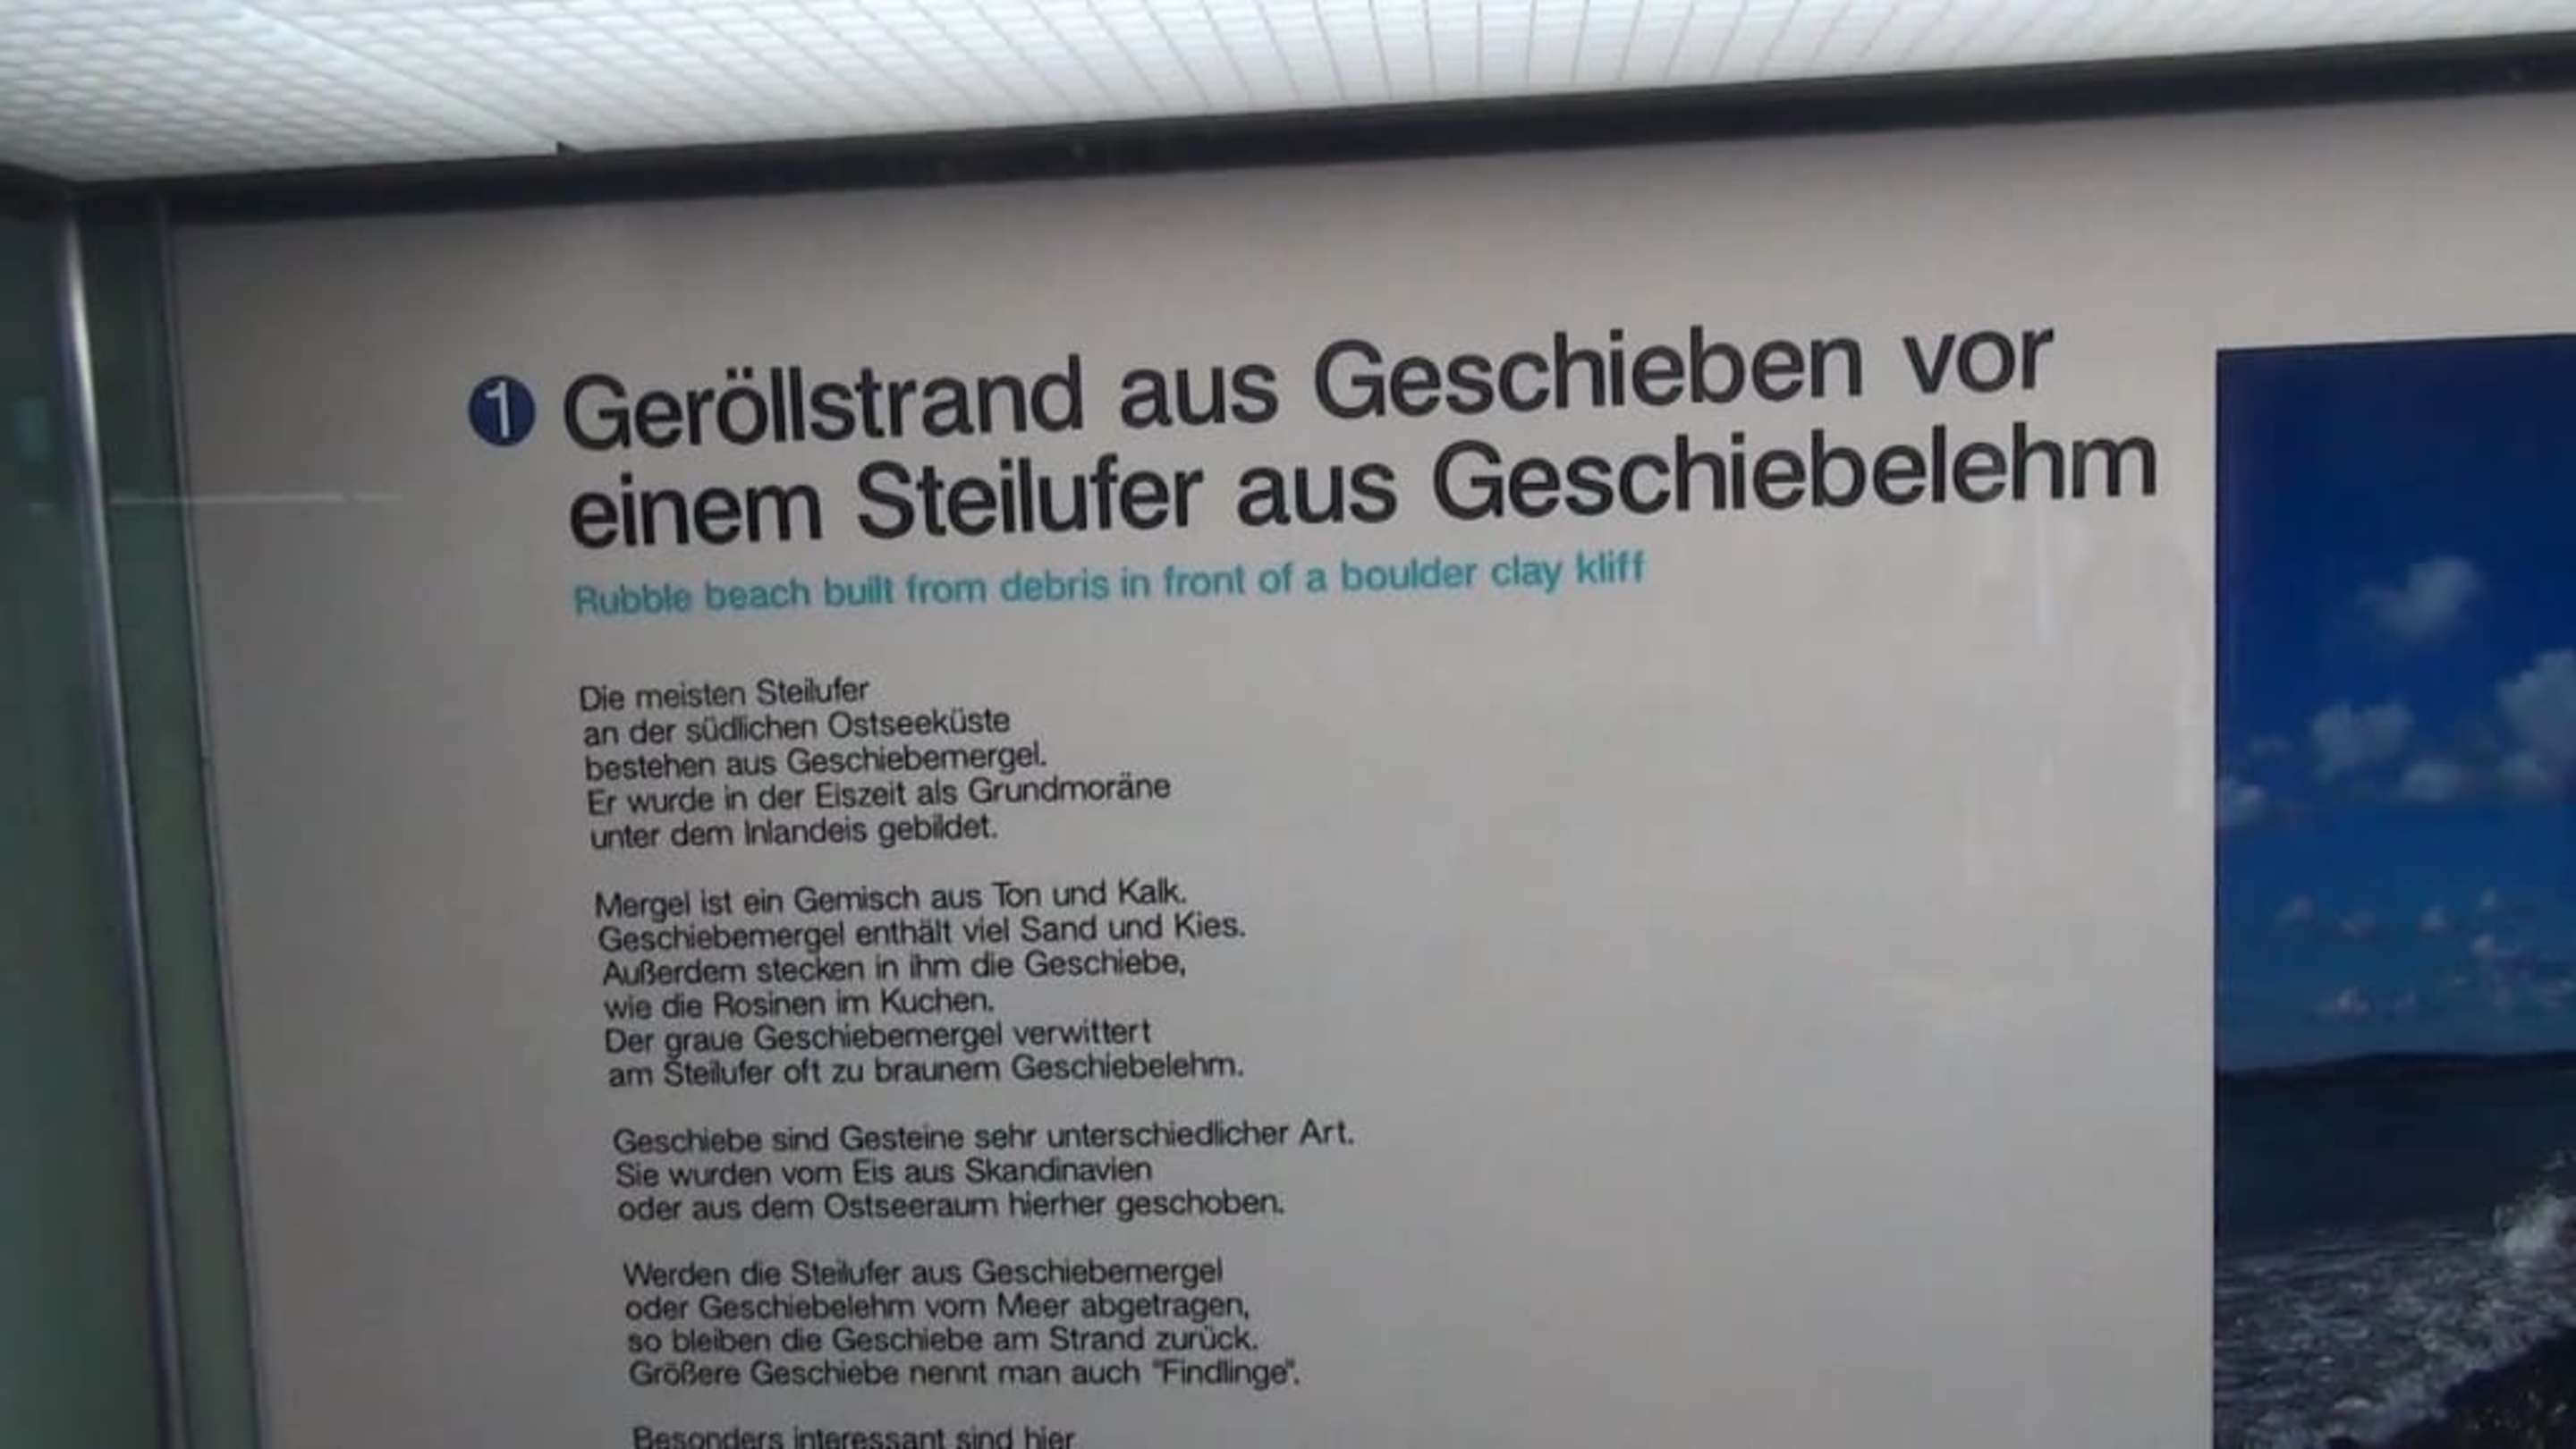 1 Geröllstrand aus Geschieben vor
einem Steilufer aus Geschiebelehm
Rubble beach built from debris in front of a boulder clay kliff
Die meisten Steilufer
an der südlichen Ostseeküste
bestehen aus Geschiebemergel.
Er wurde in der Eiszeit als Grundmoräne
unter dem Inlandeis gebildet.
Mergel ist ein Gemisch aus Ton und Kalk.
Geschiebemergel enthält viel Sand und Kies.
Außerdem stecken in ihm die Geschiebe,
wie die Rosinen im Kuchen.
Der graue Geschiebemergel verwittert
am Steilufer oft zu braunem Geschiebelehm.
Geschiebe sind Gesteine sehr unterschiedlicher Art.
Sie wurden vom Eis aus Skandinavien
oder aus dem Ostseeraum hierher geschoben.
Werden die Steilufer aus Geschiebemergel
oder Geschiebelehm vom Meer abgetragen,
so bleiben die Geschiebe am Strand zurück.
Größere Geschiebe nennt man auch "Findlinge".
Besonders interessant sind hier